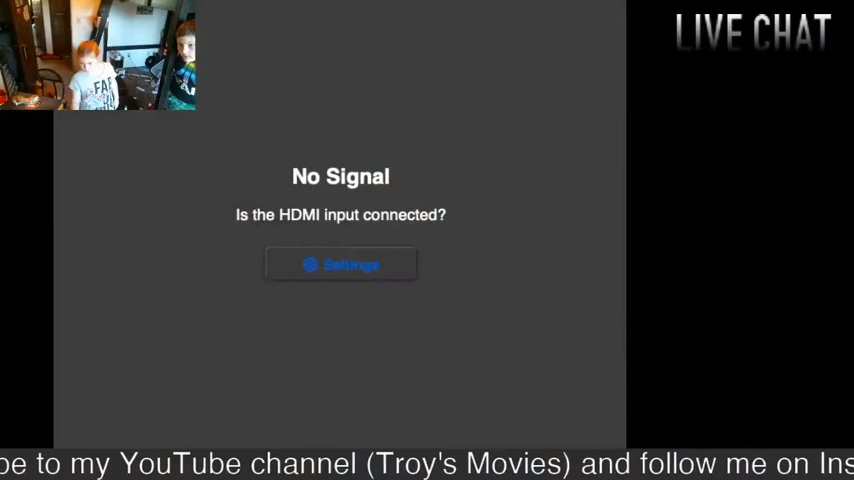 LIVE CHAT
No Signal
Is the HDMI input connected?
Settings
be to my YouTube channel (Troy's Movies) and follow me on Ins